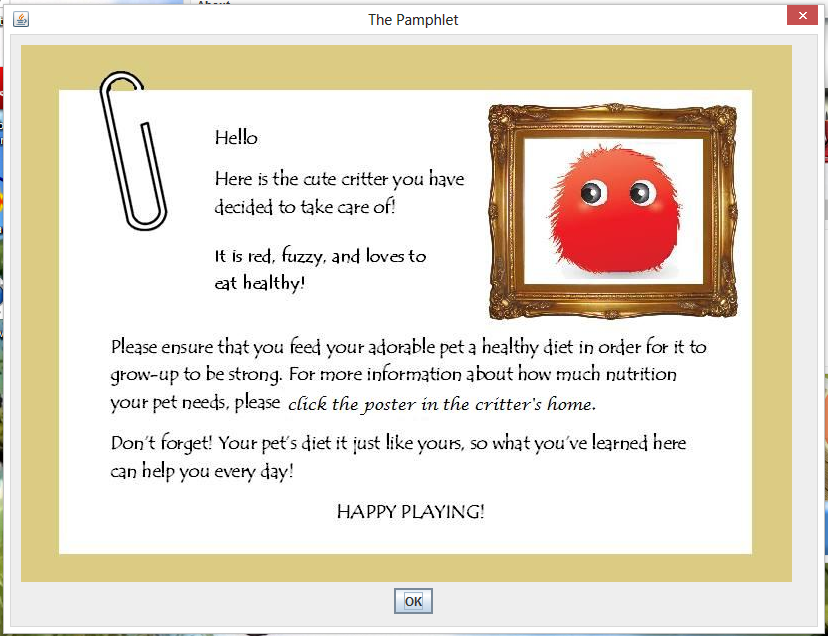 The Pamphlet
Hello
Here is the cute critter you have
decided to take care of!
It is red, fuzzy, and loves to
eat healthy!
Please ensure that you feed your adorable pet a healthy diet in order for it to
grow-up to be strong. For more information about how much nutrition
your pet needs, please click the poster in the critter's home.
Don't forget! Your pet's diet it just like yours, so what you've learned here
can help you every day!
HAPPY PLAYING!
OK